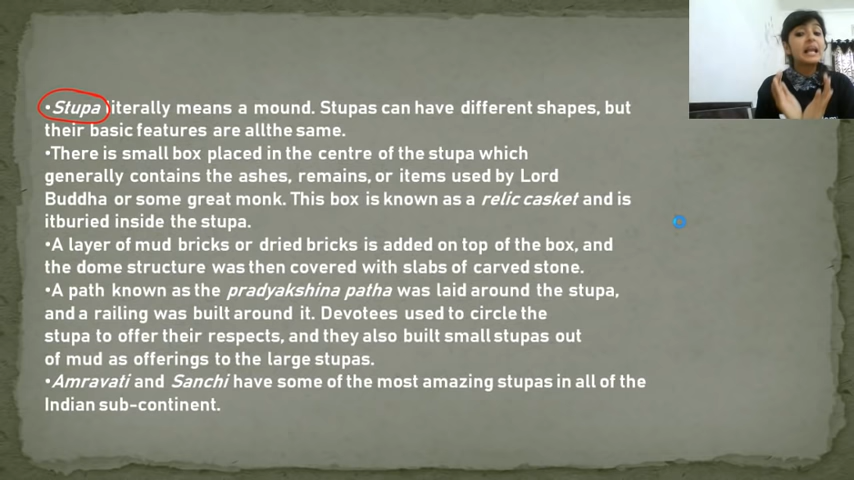 •Stupa literally means a mound. Stupas can have different shapes, but
their basic features are allthe same.
•There is small box placed in the centre of the stupa which
generally contains the ashes, remains, or items used by Lord
Buddha or some great monk. This box is known as a relic casket and is
itburied inside the stupa.
•A layer of mud bricks or dried bricks is added on top of the box, and
the dome structure was then covered with slabs of carved stone.
•A path known as the pradyakshina patha was laid around the stupa,
and a railing was built around it. Devotees used to circle the
stupa to offer their respects, and they also built small stupas out
of mud as offerings to the large stupas.
•Amravati and Sanchi have some of the most amazing stupas in all of the
Indian sub-continent.